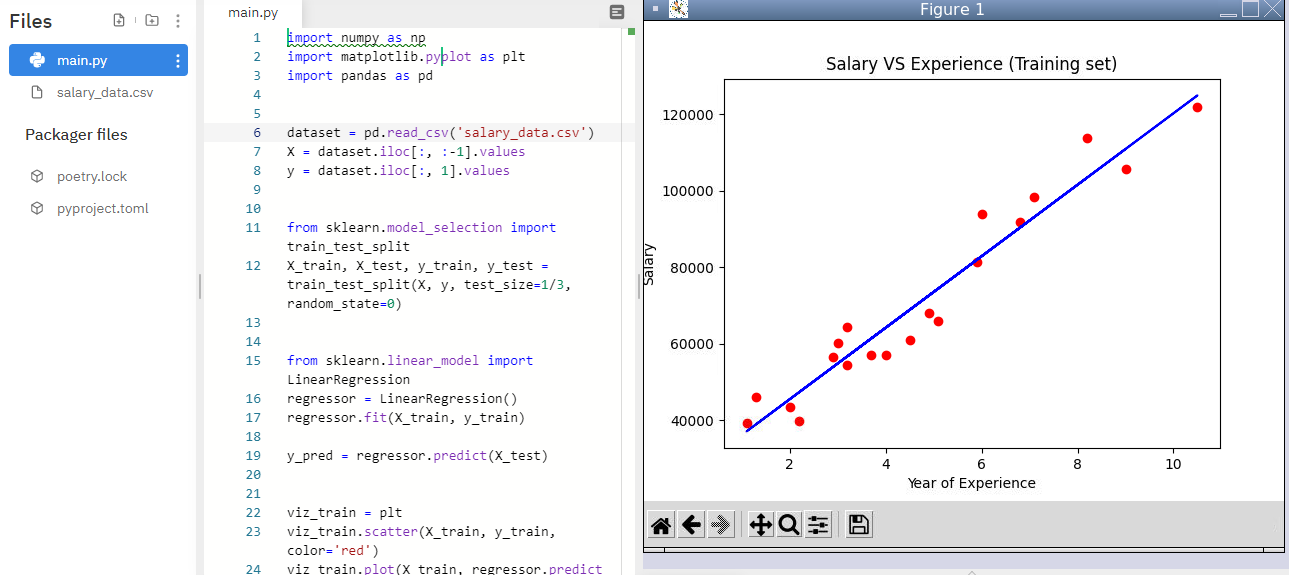 Files
main.py
salary_data.csv
Packager files
poetry.lock
pyproject.toml
main.py
1 import numpy as np
2 import matplotlib.pyplot as plt
3 import pandas as pd
4
5
6 dataset = pd.read_csv('salary_data.csv')
7 X = dataset.iloc[:, :-1].values
8 y = dataset.iloc[:, 1].values
9
10
11 from sklearn.model_selection import
train_test_split
12 X_train, X_test, y_train, y_test =
train_test_split(X, y, test_size=1/3,
random_state=0)
13
14
15 from sklearn.linear_model import
LinearRegression
16 regressor = LinearRegression()
17 regressor.fit(X_train, y_train)
18
19 y_pred = regressor.predict(X_test)
20
21
22 viz_train = plt
23 viz_train.scatter(X_train, y_train,
color='red')
24 viz_train.plot(X_train, regressor.predict
Figure 1
Salary VS Experience (Training set)
120000
100000
80000
60000
40000
Salary
2 4 6 8 10
Year of Experience